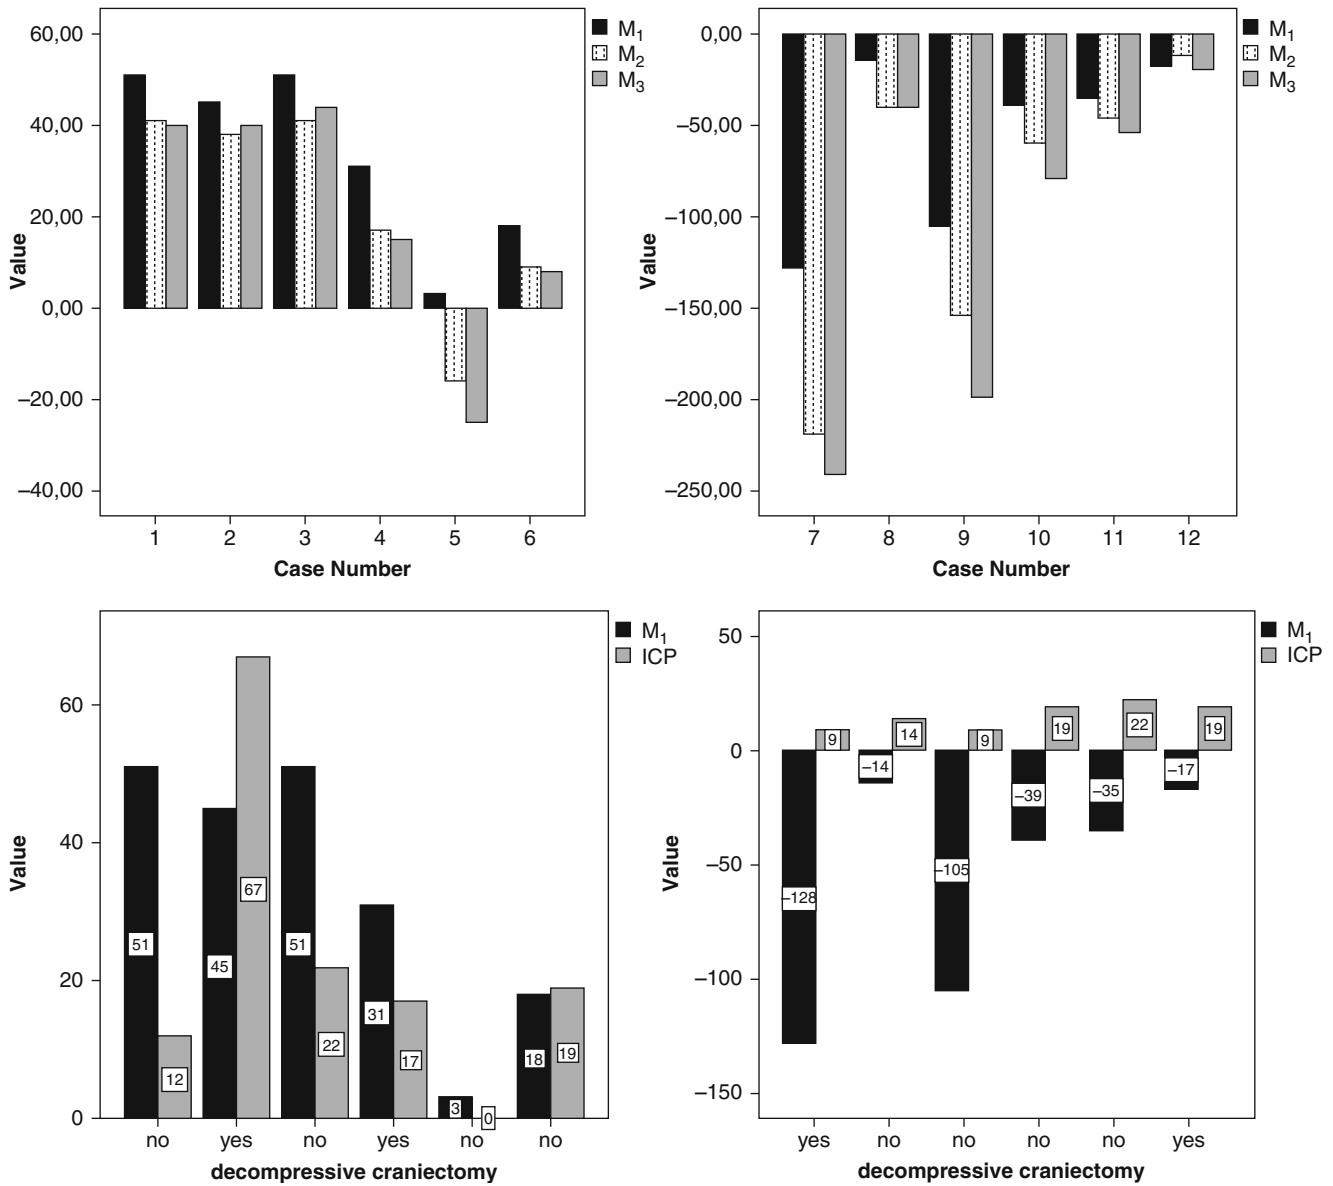 60,00
40,00
20,00
0,00
–20,00
–40,00
Value
1 2 3 4 5 6
Case Number
M1
M2
M3
0,00
–50,00
–100,00
–150,00
–200,00
–250,00
Value
7 8 9 10 11 12
Case Number
M1
M2
M3
60
40
20
0
Value
51 12 45 67 51 22 31 17 3 0 18 19
no yes no yes no no
decompressive craniectomy
M1
ICP
50
0
–50
–100
–150
Value
–128 9 –14 14 –105 9 –39 19 –35 22 –17 19
yes no no no no yes
decompressive craniectomy
M1
ICP